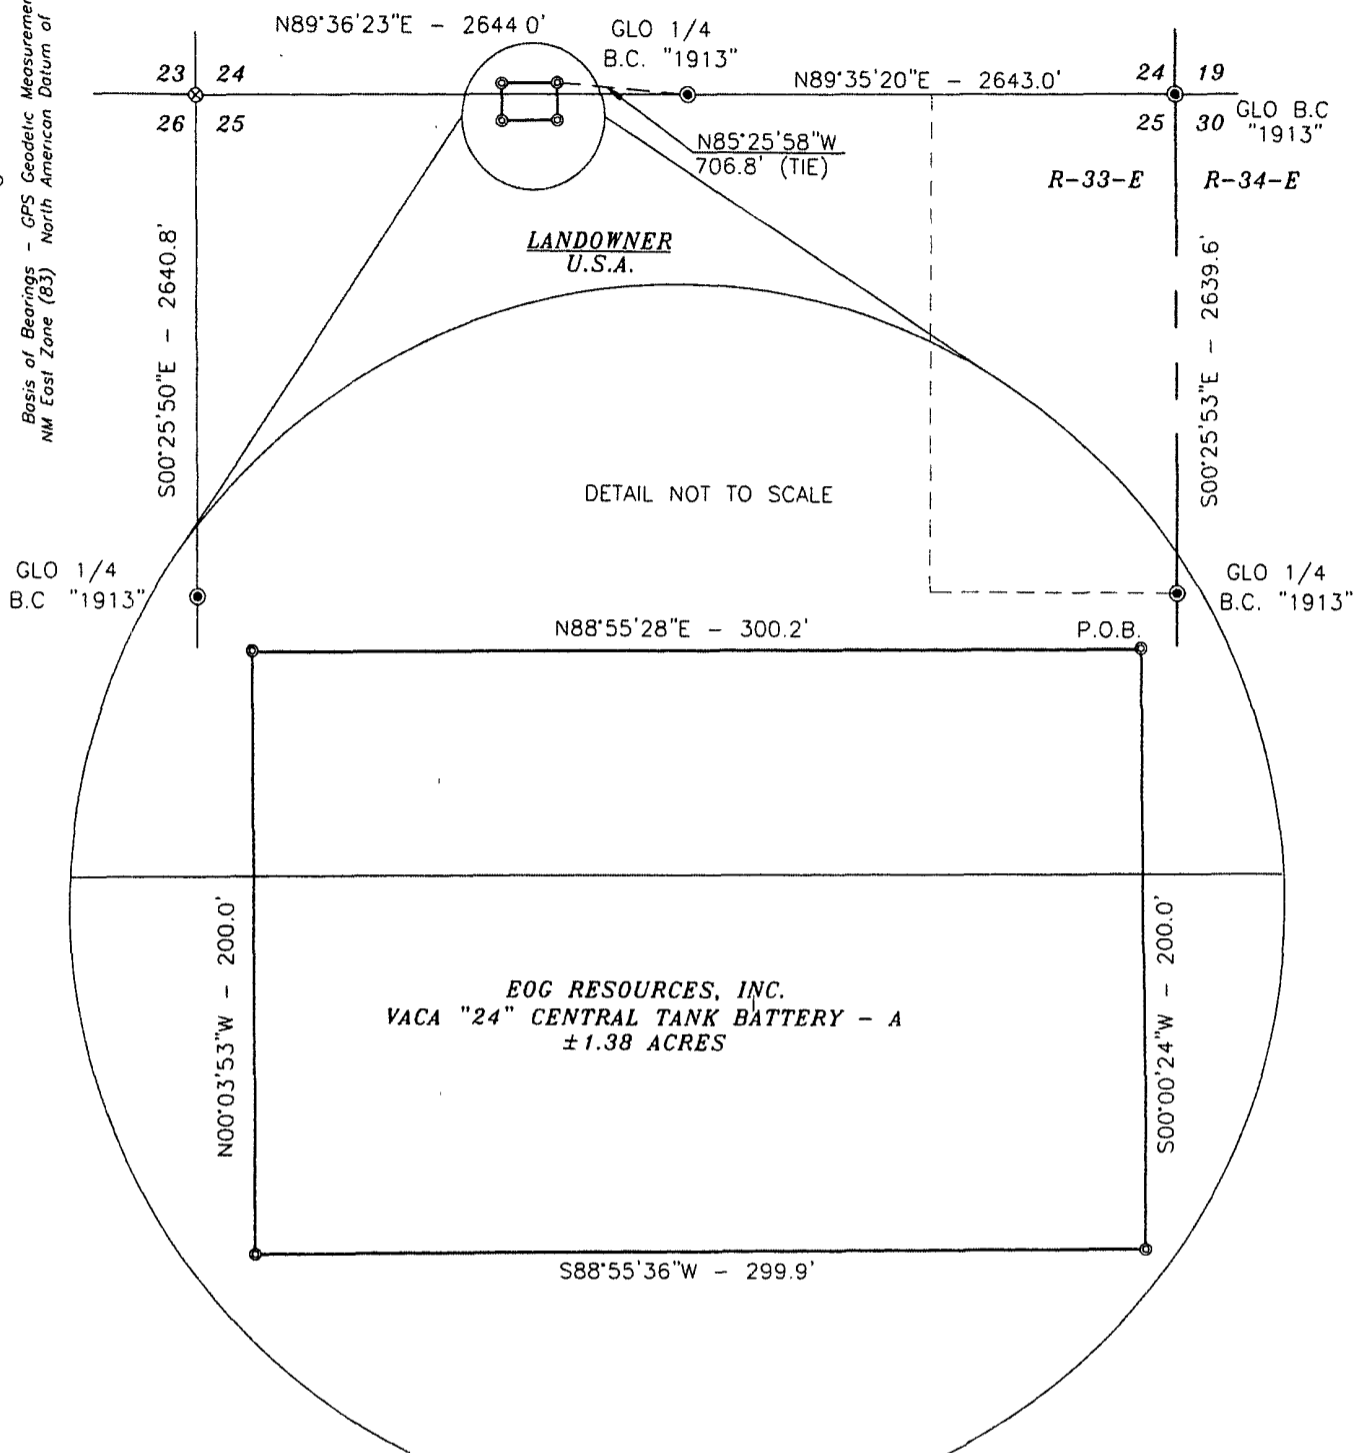 N89°36'23"E - 2644 0'
GLO 1/4
B.C. "1913"
N89°35'20"E - 2643.0'
23 24
26 25
24 19
25 30
GLO B.C
"1913"
N85°25'58"W
706.8' (TIE)
R-33-E R-34-E
Basis of Bearings - GPS Geodetic Measuremen
NM East Zone (83) North American Datum of
LANDOWNER
U.S.A.
S00°25'50"E - 2640.8'
S00°25'53"E - 2639.6'
DETAIL NOT TO SCALE
GLO 1/4
B.C "1913"
GLO 1/4
B.C. "1913"
N88°55'28"E - 300.2'
P.O.B.
N00°03'53"W - 200.0'
S00°00'24"W - 200.0'
EOG RESOURCES, INC.
VACA "24" CENTRAL TANK BATTERY - A
±1.38 ACRES
S88°55'36"W - 299.9'